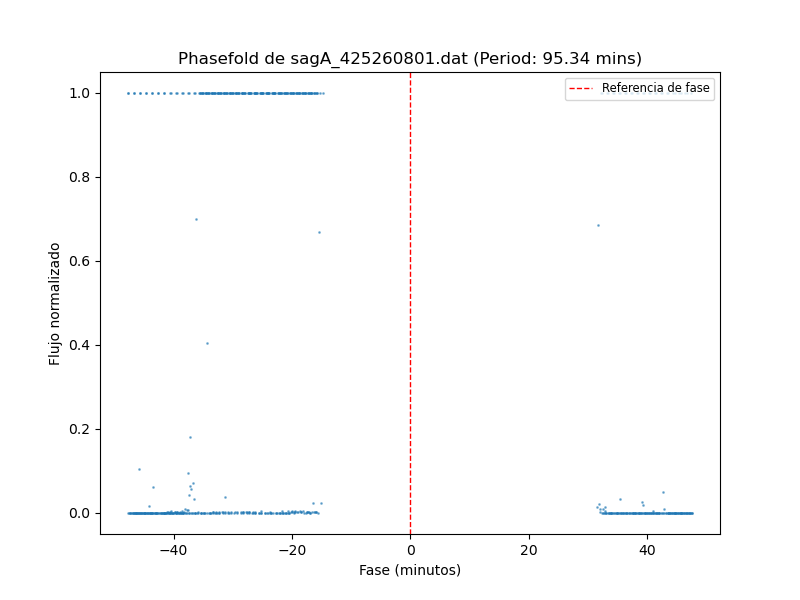 Phasefold de sagA_425260801.dat (Period: 95.34 mins)
Referencia de fase
1.0
0.8
0.6
0.4
0.2
0.0
Flujo normalizado
−40
−20
0
20
40
Fase (minutos)